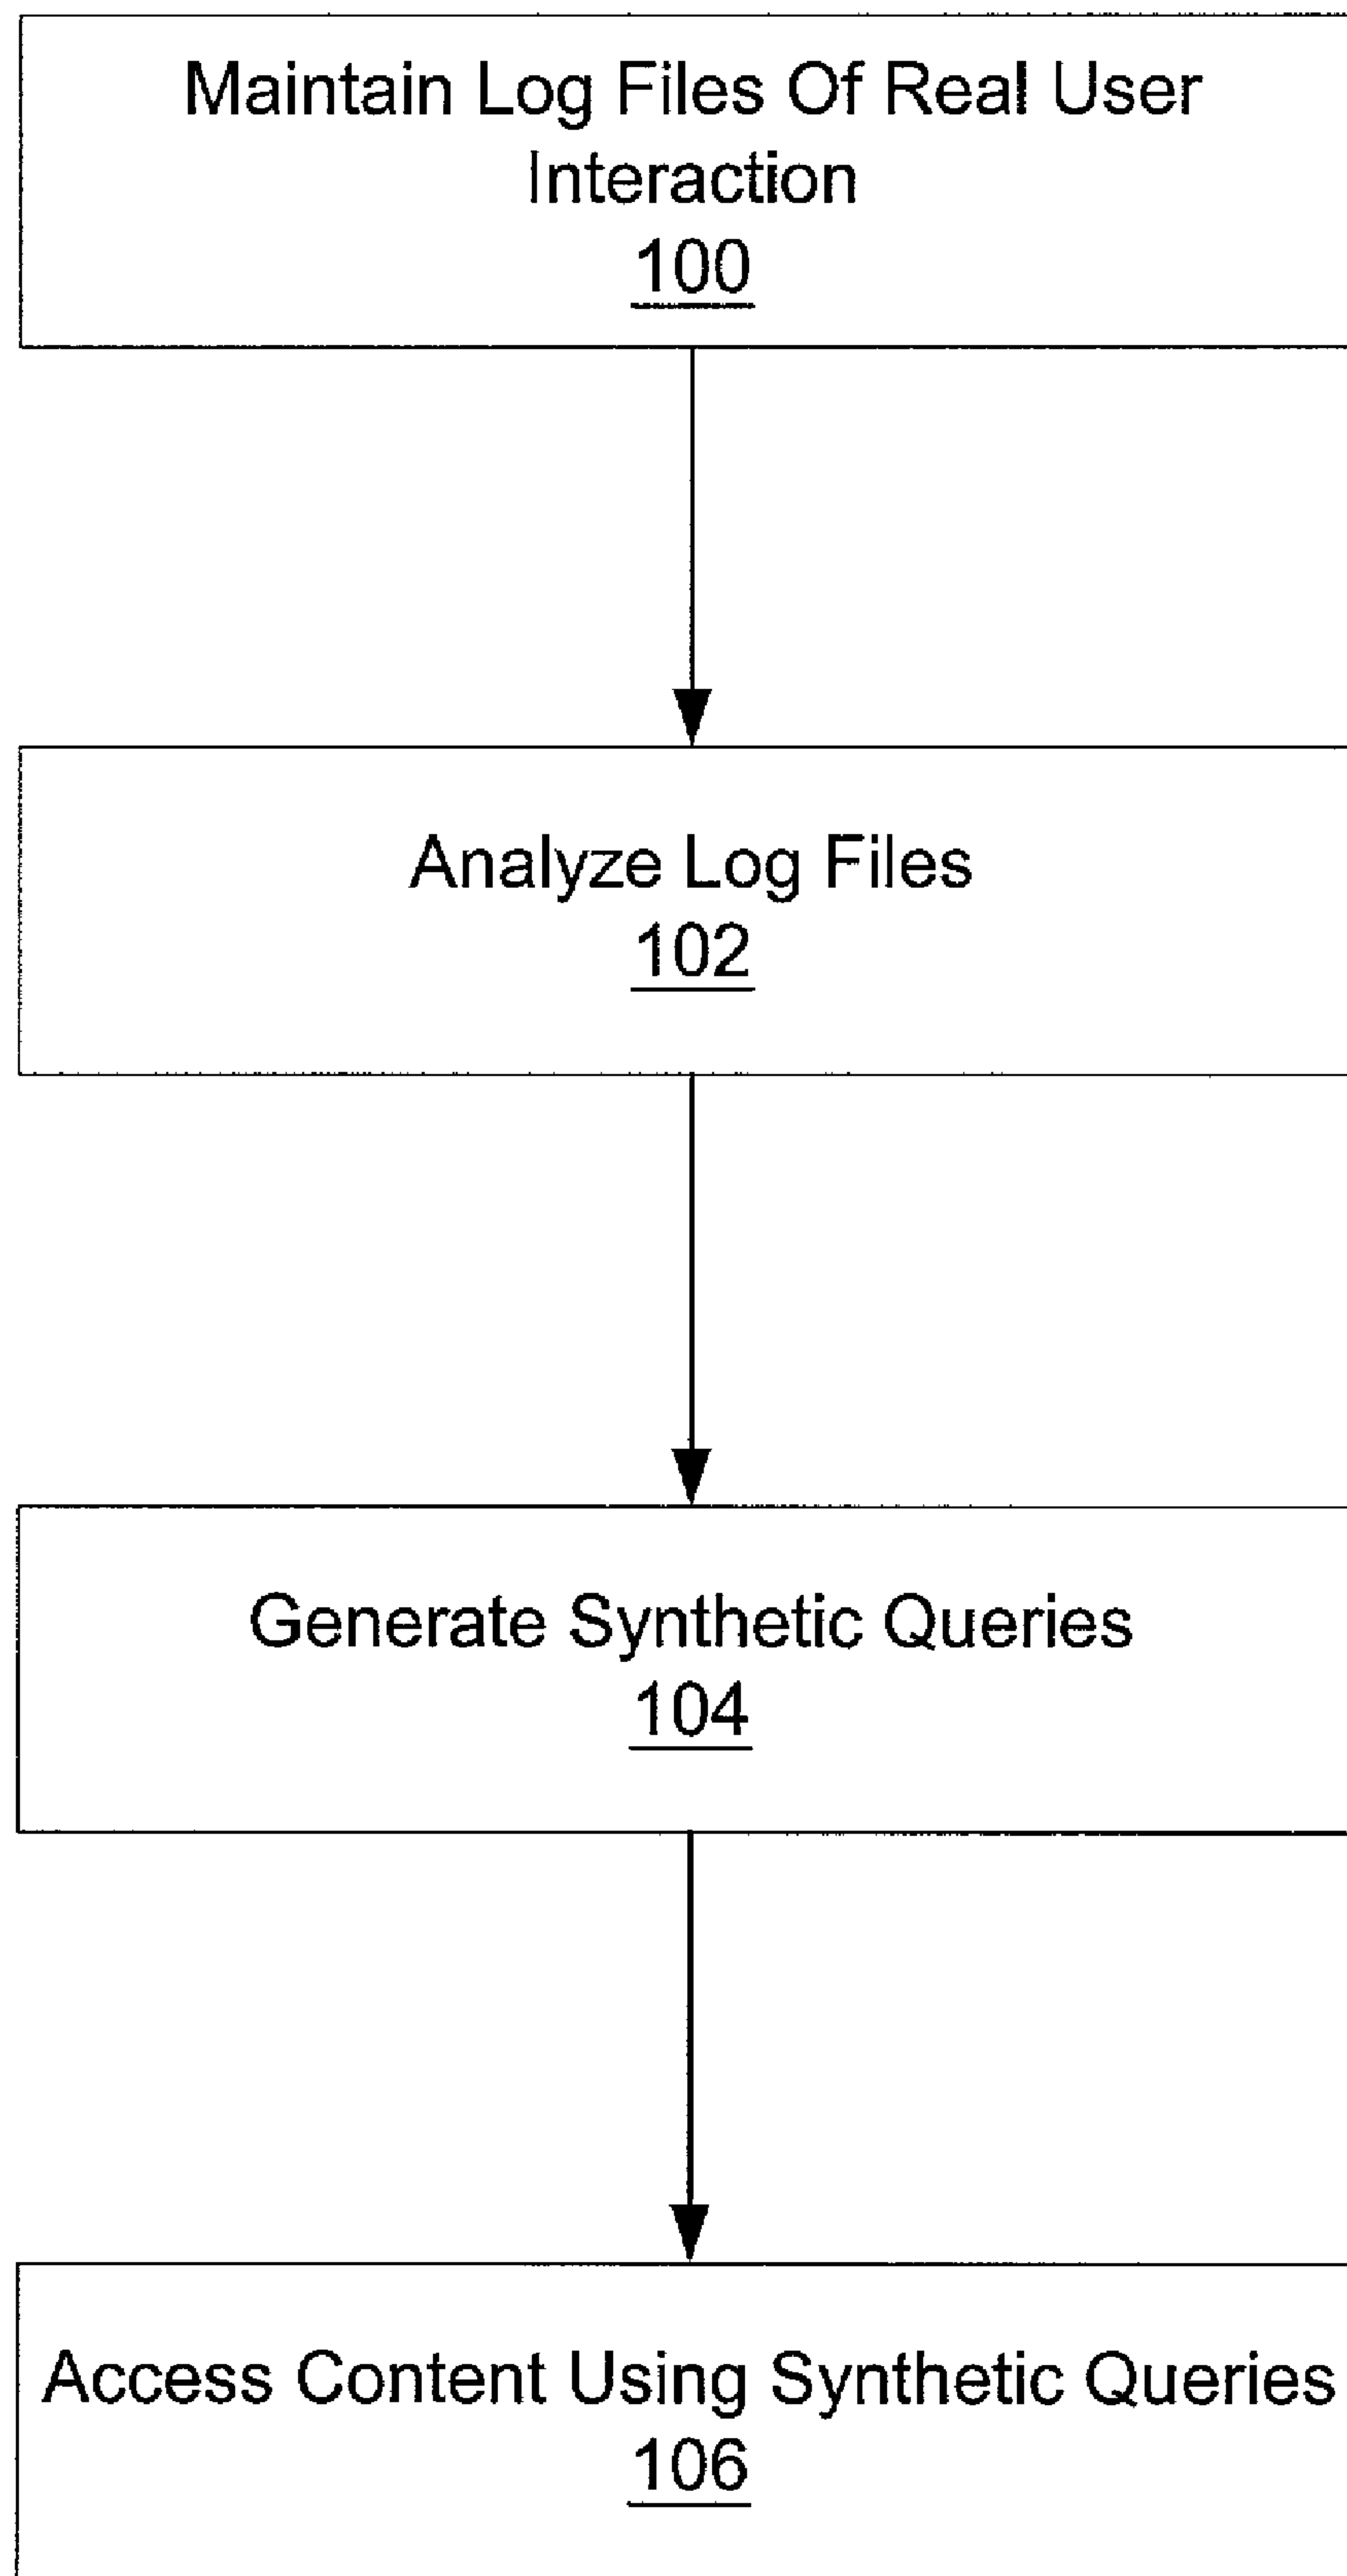 Maintain Log Files Of Real User
Interaction
100
Analyze Log Files
102
Generate Synthetic Queries
104
Access Content Using Synthetic Queries
106